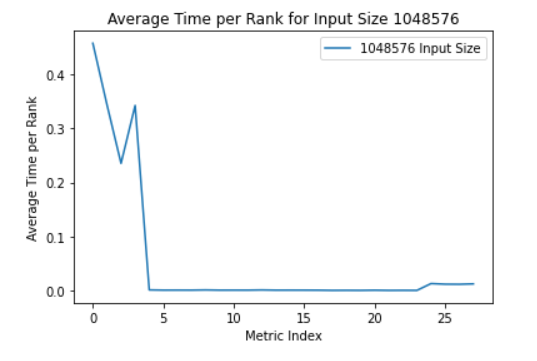 Average Time per Rank for Input Size 1048576
1048576 Input Size
Average Time per Rank
0.4
0.3
0.2
0.1
0.0
0 5 10 15 20 25
Metric Index